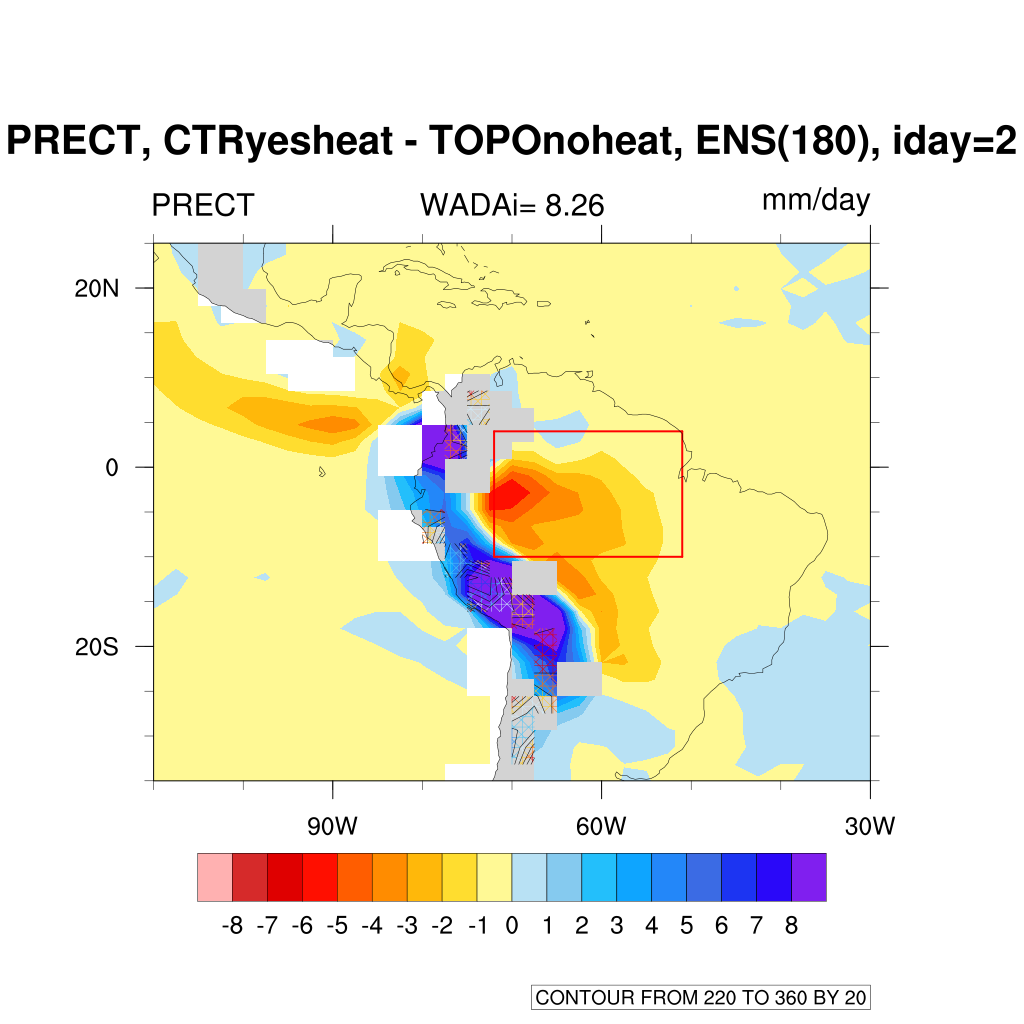 PRECT, CTRyesheat - TOPOnoheat, ENS(180), iday=2
PRECT WADAi= 8.26 mm/day
20N
0
20S
90W 60W 30W
-8 -7 -6 -5 -4 -3 -2 -1 0 1 2 3 4 5 6 7 8
CONTOUR FROM 220 TO 360 BY 20